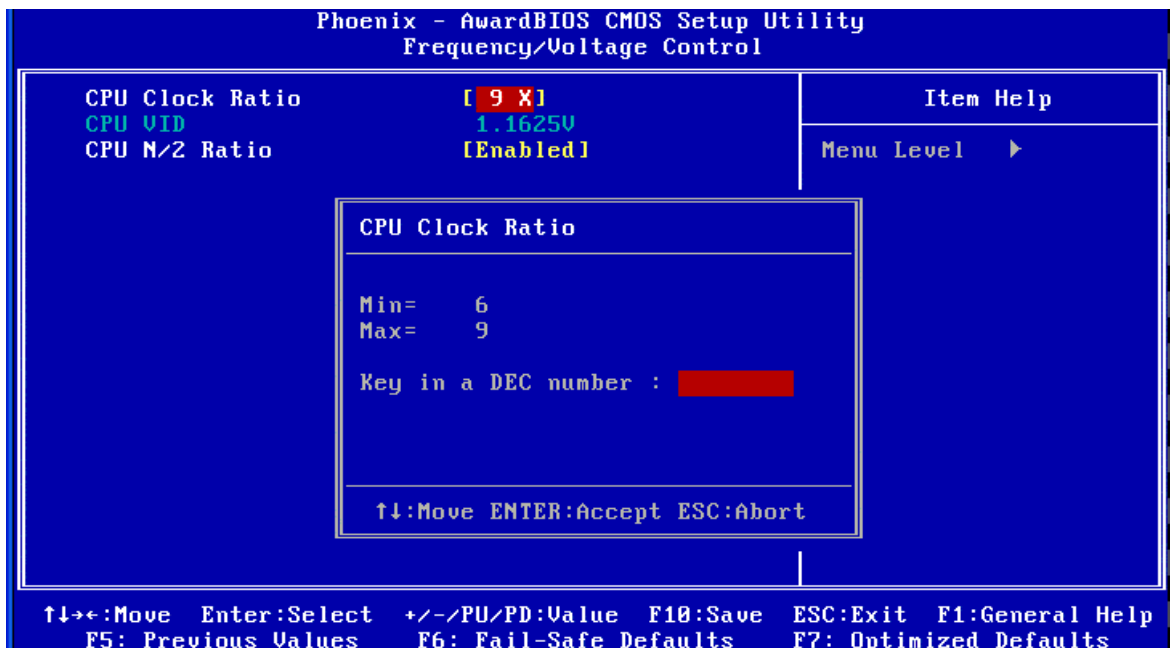 Phoenix - AwardBIOS CMOS Setup Utility
Frequency/Voltage Control
CPU Clock Ratio [ 9 X]
CPU VID 1.1625V
CPU N/2 Ratio [Enabled]
Item Help
Menu Level ▶
CPU Clock Ratio
Min= 6
Max= 9
Key in a DEC number :
↑↓:Move ENTER:Accept ESC:Abort
↑↓→←:Move Enter:Select +/-/PU/PD:Value F10:Save ESC:Exit F1:General Help
F5: Previous Values F6: Fail-Safe Defaults F7: Optimized Defaults